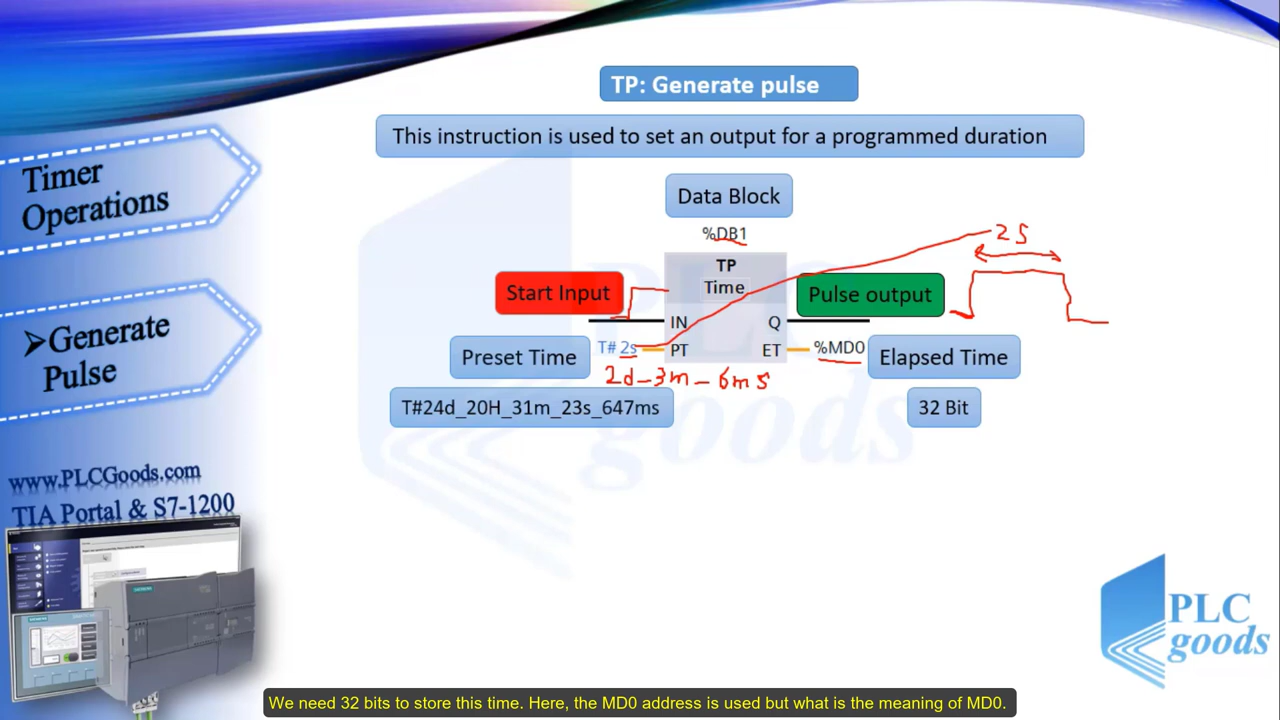 TP: Generate pulse
This instruction is used to set an output for a programmed duration
Timer
Operations
➤Generate
Pulse
www.PLCGoods.com
TIA Portal & S7-1200
Data Block
%DB1
TP
Time
Start Input
Pulse output
2s
IN
Q
Preset Time
T# 2s
PT
ET
%MD0
Elapsed Time
2d-3m-6ms
T#24d_20H_31m_23s_647ms
32 Bit
PLC
goods
PLC
goods
SIEMENS
We need 32 bits to store this time. Here, the MD0 address is used but what is the meaning of MD0.